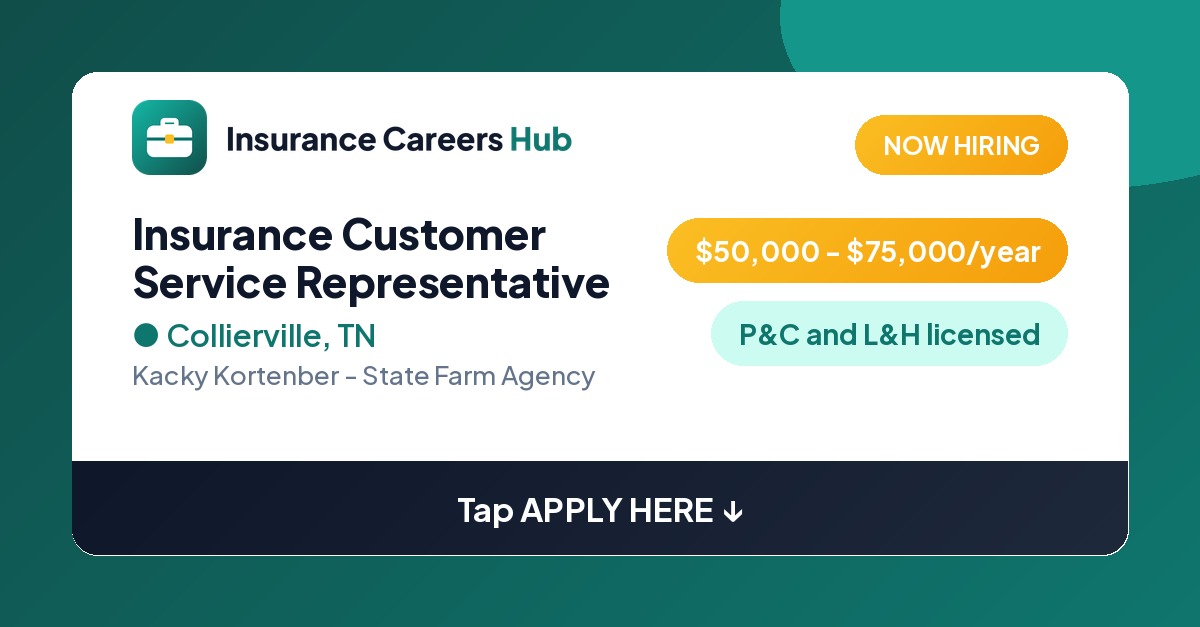 Insurance Careers Hub
NOW HIRING
Insurance Customer
Service Representative
$50,000 – $75,000/year
Collierville, TN
P&C and L&H licensed
Kacky Kortenber – State Farm Agency
Tap APPLY HERE ↓